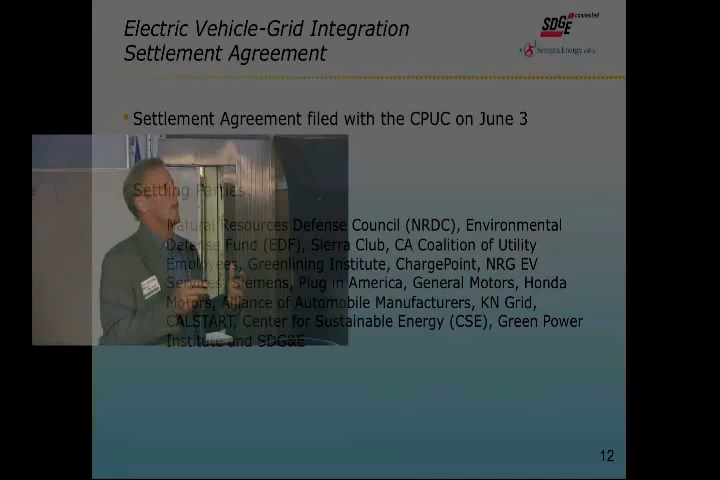 Electric Vehicle-Grid Integration
Settlement Agreement
SDGE connected
A Sempra Energy utility
• Settlement Agreement filed with the CPUC on June 3
Settling Parties:
Natural Resources Defense Council (NRDC), Environmental
Defense Fund (EDF), Sierra Club, CA Coalition of Utility
Employees, Greenlining Institute, ChargePoint, NRG EV
Services, Siemens, Plug in America, General Motors, Honda
Motors, Alliance of Automobile Manufacturers, KN Grid,
CALSTART, Center for Sustainable Energy (CSE), Green Power
Institute and SDG&E
12